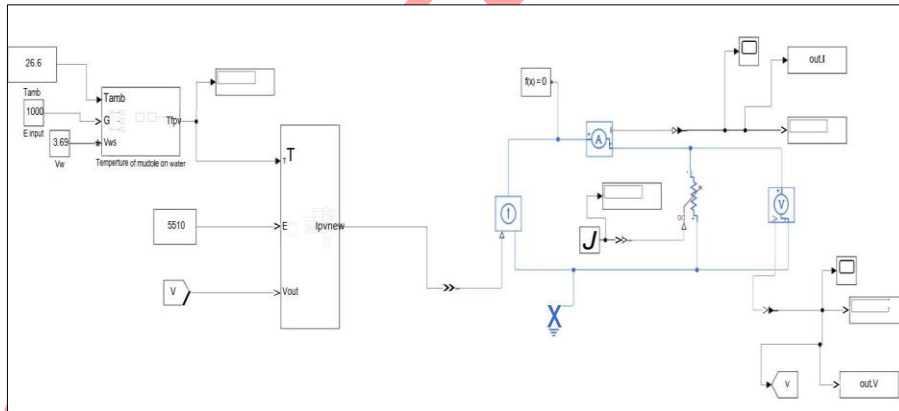 26.6
Tamb
1000
E input
3.69
Vw
Tamb
G
Vws
Tfpv
Temperture of mudole on water
5510
V
T
T
E
Vout
Ipvnew
f(x) = 0
A
I
out.I
J
V
v
out.V